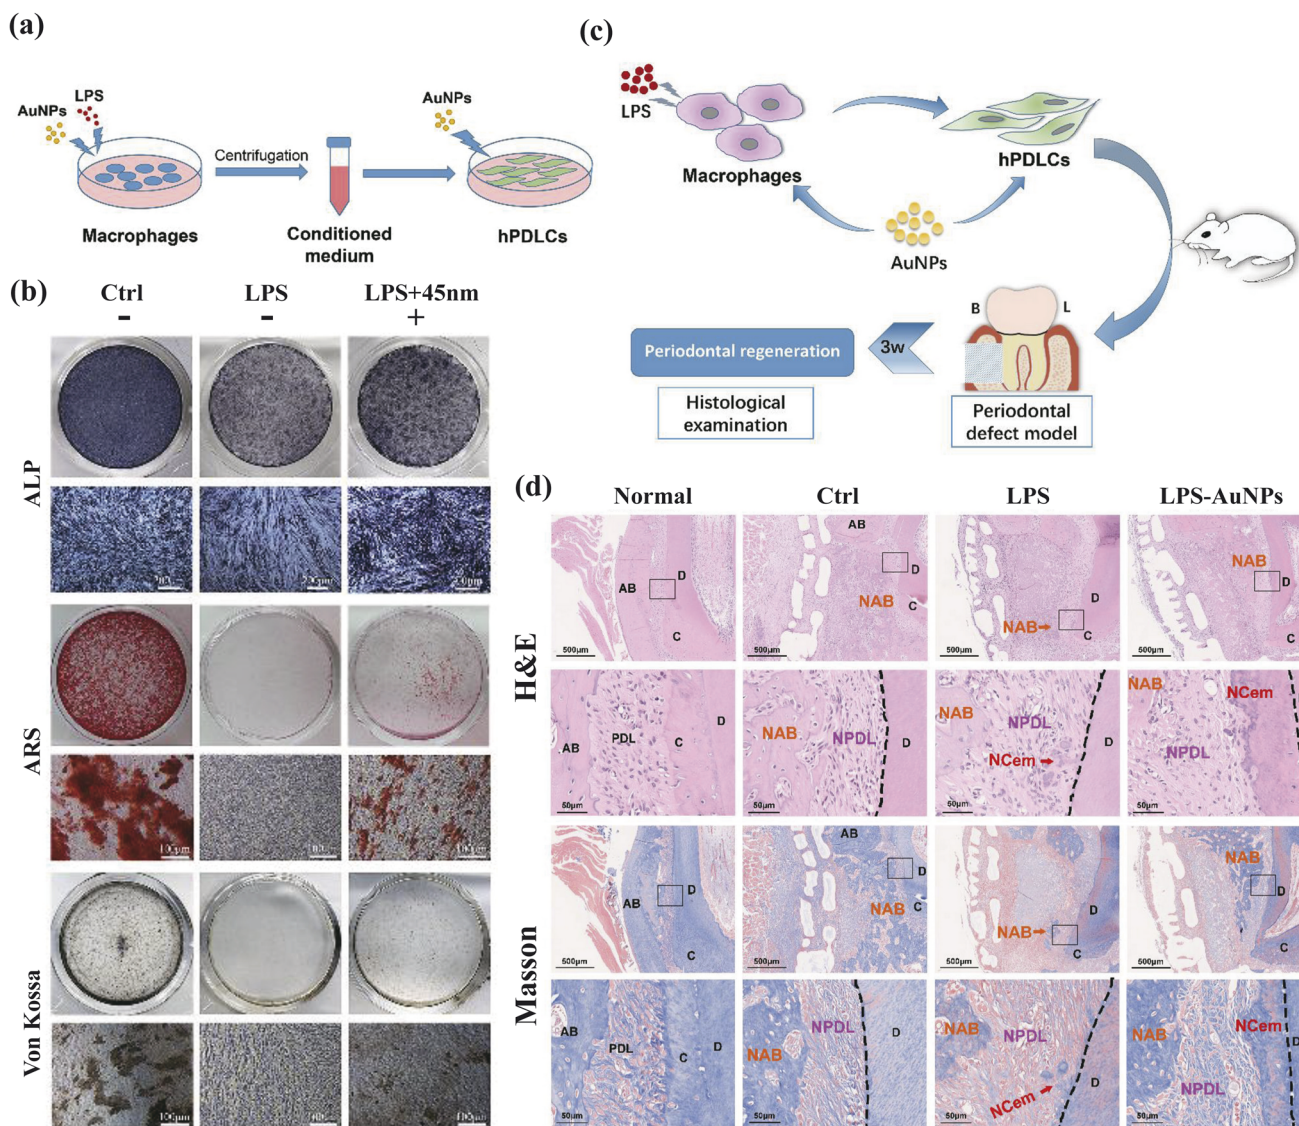 (a)
LPS
AuNPs
Centrifugation
AuNPs
Macrophages
Conditioned
medium
hPDLCs
(b)
Ctrl
LPS
LPS+45nm
-
-
+
ALP
ARS
100μm
100μm
Von Kossa
100μm
(c)
LPS
Macrophages
hPDLCs
AuNPs
B
L
Periodontal regeneration
3w
Histological
examination
Periodontal
defect model
(d)
Normal
Ctrl
LPS
LPS-AuNPs
H&E
AB
D
C
500μm
AB
D
NAB
C
500μm
D
NAB
C
500μm
NAB
D
C
500μm
AB
PDL
C
D
50μm
NAB
NPDL
D
50μm
NAB
NPDL
NCem
D
50μm
NAB
NCem
NPDL
50μm
Masson
AB
D
C
500μm
AB
D
NAB
C
500μm
D
NAB
C
500μm
NAB
D
C
500μm
AB
PDL
C
D
50μm
NPDL
NAB
D
50μm
NAB
NPDL
NCem
D
50μm
NAB
NCem
D
NPDL
50μm